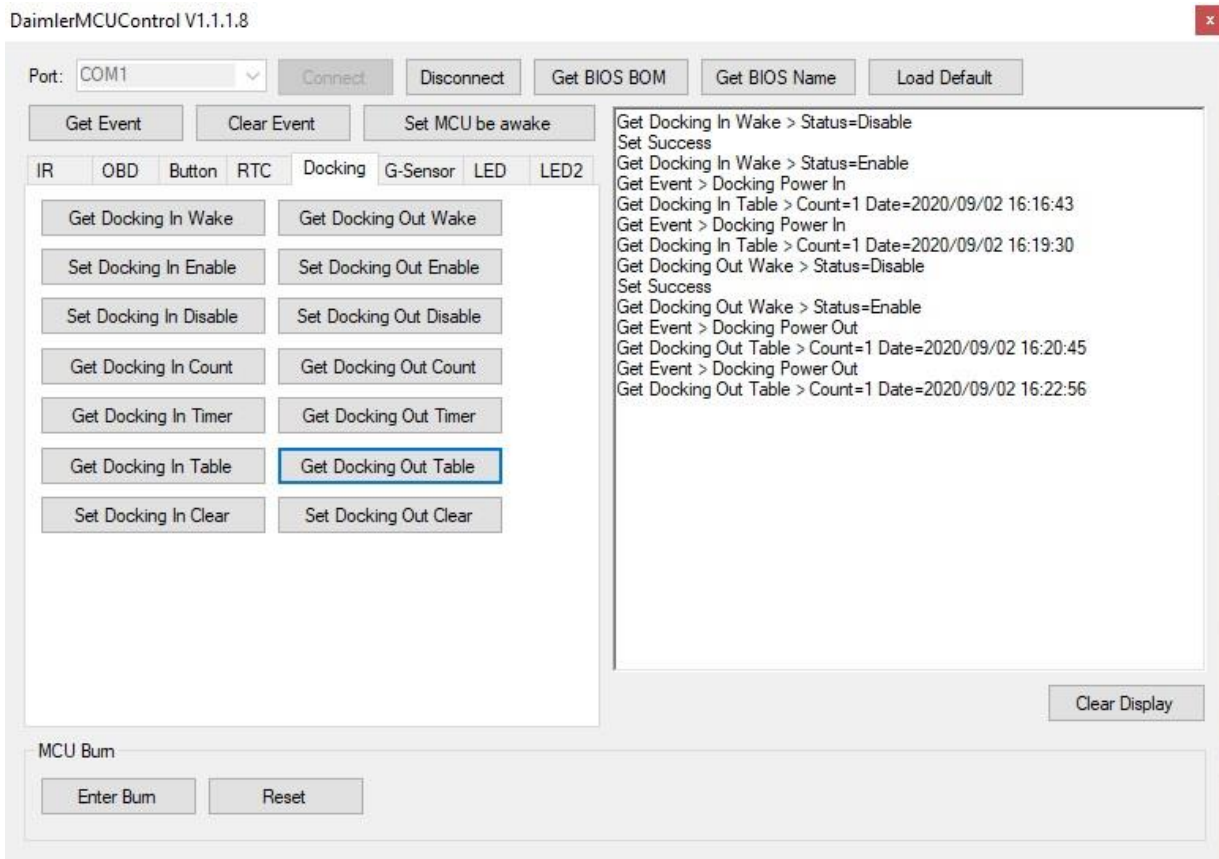 DaimlerMCUControl V1.1.1.8
x
Port: COM1 Connect Disconnect Get BIOS BOM Get BIOS Name Load Default
Get Event Clear Event Set MCU be awake
IR OBD Button RTC Docking G-Sensor LED LED2
Get Docking In Wake Get Docking Out Wake
Set Docking In Enable Set Docking Out Enable
Set Docking In Disable Set Docking Out Disable
Get Docking In Count Get Docking Out Count
Get Docking In Timer Get Docking Out Timer
Get Docking In Table Get Docking Out Table
Set Docking In Clear Set Docking Out Clear
Get Docking In Wake > Status=Disable
Set Success
Get Docking In Wake > Status=Enable
Get Event > Docking Power In
Get Docking In Table > Count=1 Date=2020/09/02 16:16:43
Get Event > Docking Power In
Get Docking In Table > Count=1 Date=2020/09/02 16:19:30
Get Docking Out Wake > Status=Disable
Set Success
Get Docking Out Wake > Status=Enable
Get Event > Docking Power Out
Get Docking Out Table > Count=1 Date=2020/09/02 16:20:45
Get Event > Docking Power Out
Get Docking Out Table > Count=1 Date=2020/09/02 16:22:56
Clear Display
MCU Burn
Enter Burn Reset